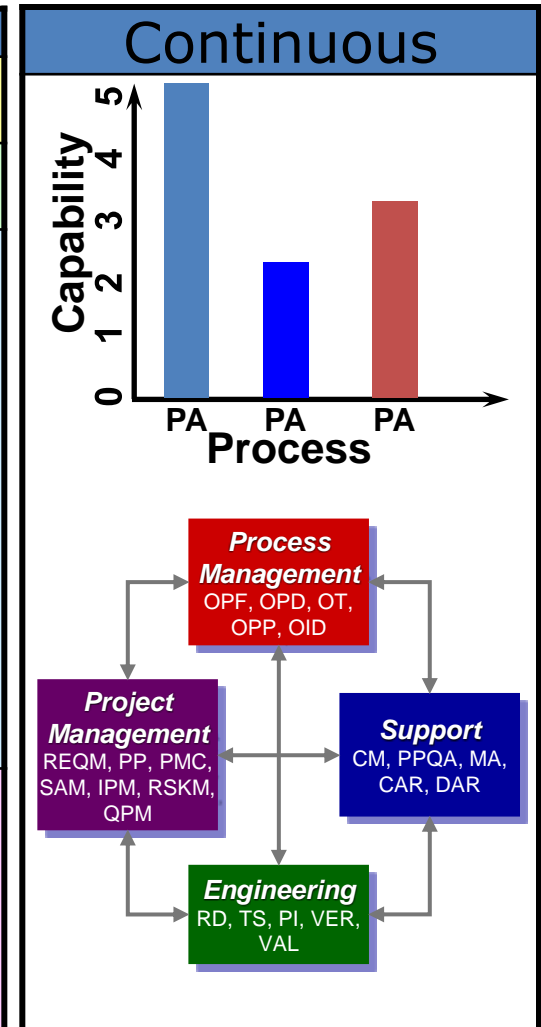 Continuous
Capability
5
4
3
2
1
0
PA PA PA
Process
Process
Management
OPF, OPD, OT,
OPP, OID
Project
Management
REQM, PP, PMC,
SAM, IPM, RSKM,
QPM
Support
CM, PPQA, MA,
CAR, DAR
Engineering
RD, TS, PI, VER,
VAL